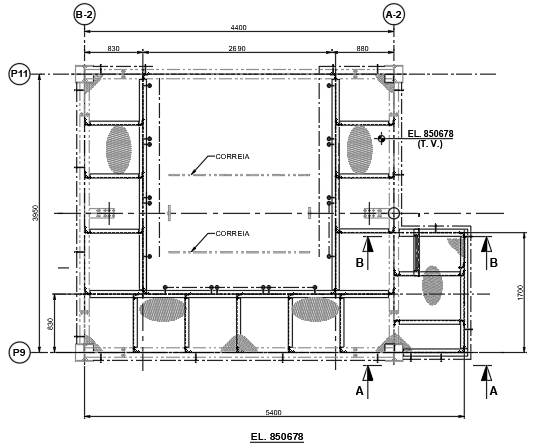 B-2
A-2
4400
830
2690
880
P11
EL. 850678
(T. V.)
CORREIA
3950
CORREIA
B
B
1700
830
P9
A
A
5400
EL. 850678